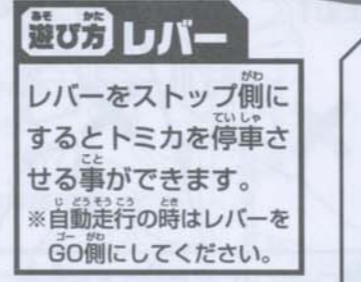 遊び方 レバー
レバーをストップ側に
するとトミカを停車さ
せる事ができます。
※自動走行の時はレバーを
GO側にしてください。